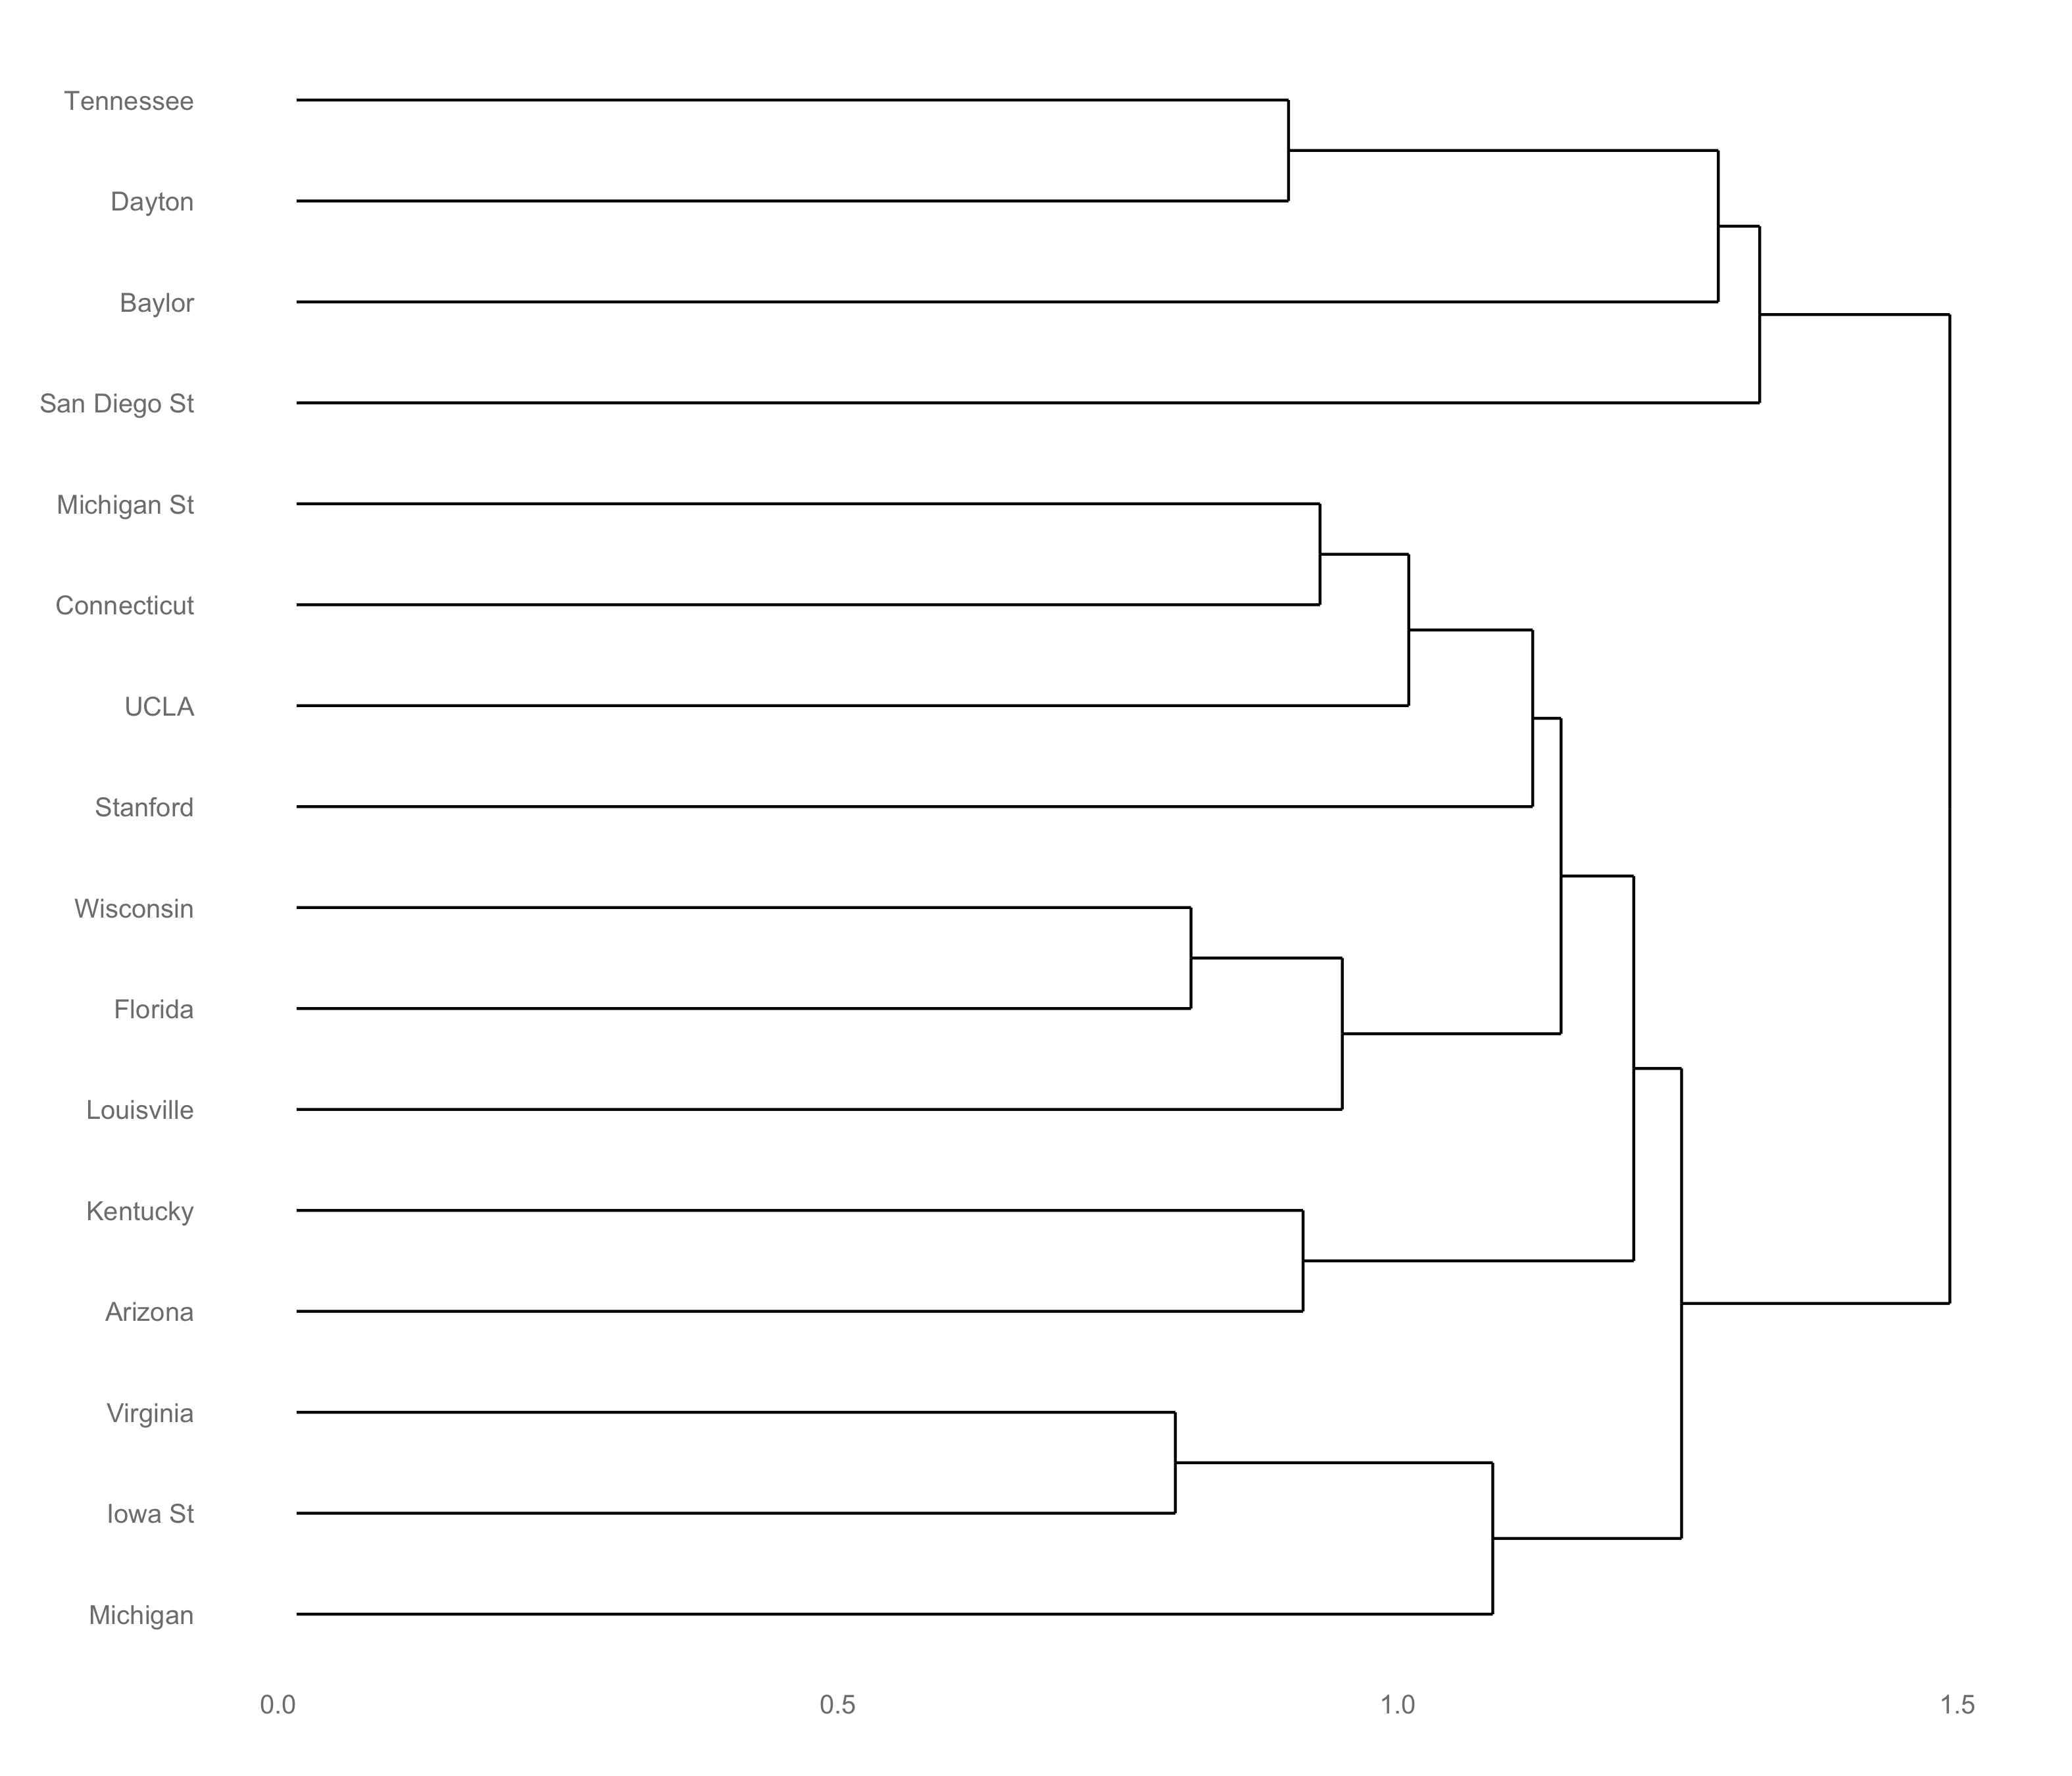 Tennessee
Dayton
Baylor
San Diego St
Michigan St
Connecticut
UCLA
Stanford
Wisconsin
Florida
Louisville
Kentucky
Arizona
Virginia
Iowa St
Michigan
0.0 0.5 1.0 1.5